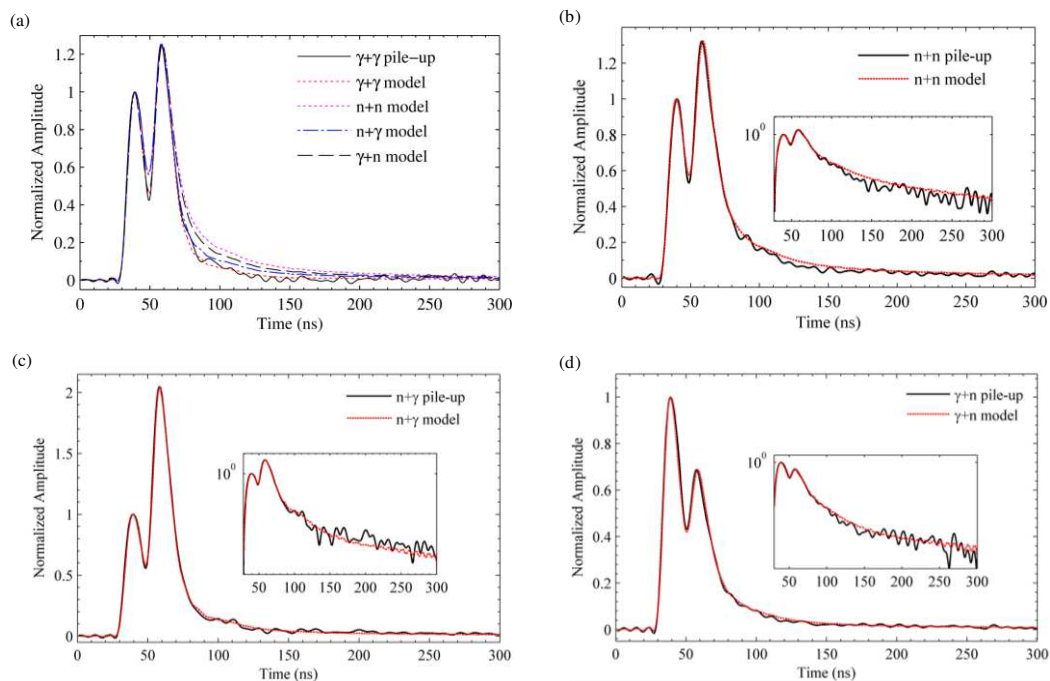 (a)
1.2
1
0.8
0.6
0.4
0.2
0
Normalized Amplitude
γ+γ pile−up
γ+γ model
n+n model
n+γ model
γ+n model
0 50 100 150 200 250 300
Time (ns)
(b)
1.4
1.2
1.0
0.8
0.6
0.4
0.2
0
Normalized Amplitude
n+n pile-up
n+n model
10⁰
50 100 150 200 250 300
0 50 100 150 200 250 300
Time (ns)
(c)
2
1.5
1
0.5
0
Normalized Amplitude
n+γ pile-up
n+γ model
10⁰
50 100 150 200 250 300
0 50 100 150 200 250 300
Time (ns)
(d)
1
0.8
0.6
0.4
0.2
0
Normalized Amplitude
γ+n pile-up
γ+n model
10⁰
50 100 150 200 250 300
0 50 100 150 200 250 300
Time (ns)